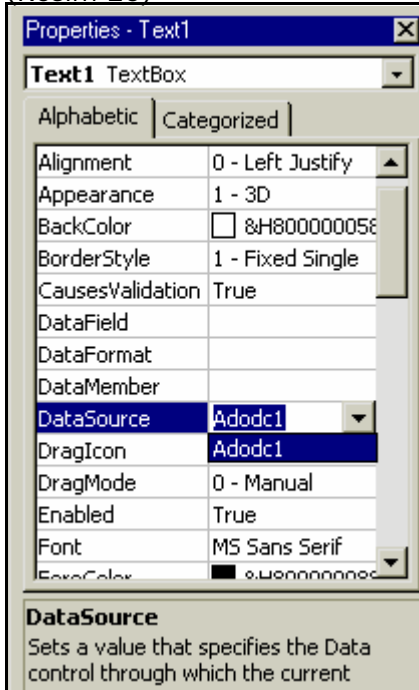 Properties - Text1
Text1 TextBox
Alphabetic Categorized
Alignment 0 - Left Justify
Appearance 1 - 3D
BackColor &H800000058
BorderStyle 1 - Fixed Single
CausesValidation True
DataField
DataFormat
DataMember
DataSource Adodc1
DragIcon Adodc1
DragMode 0 - Manual
Enabled True
Font MS Sans Serif
ForeColor
DataSource
Sets a value that specifies the Data
control through which the current